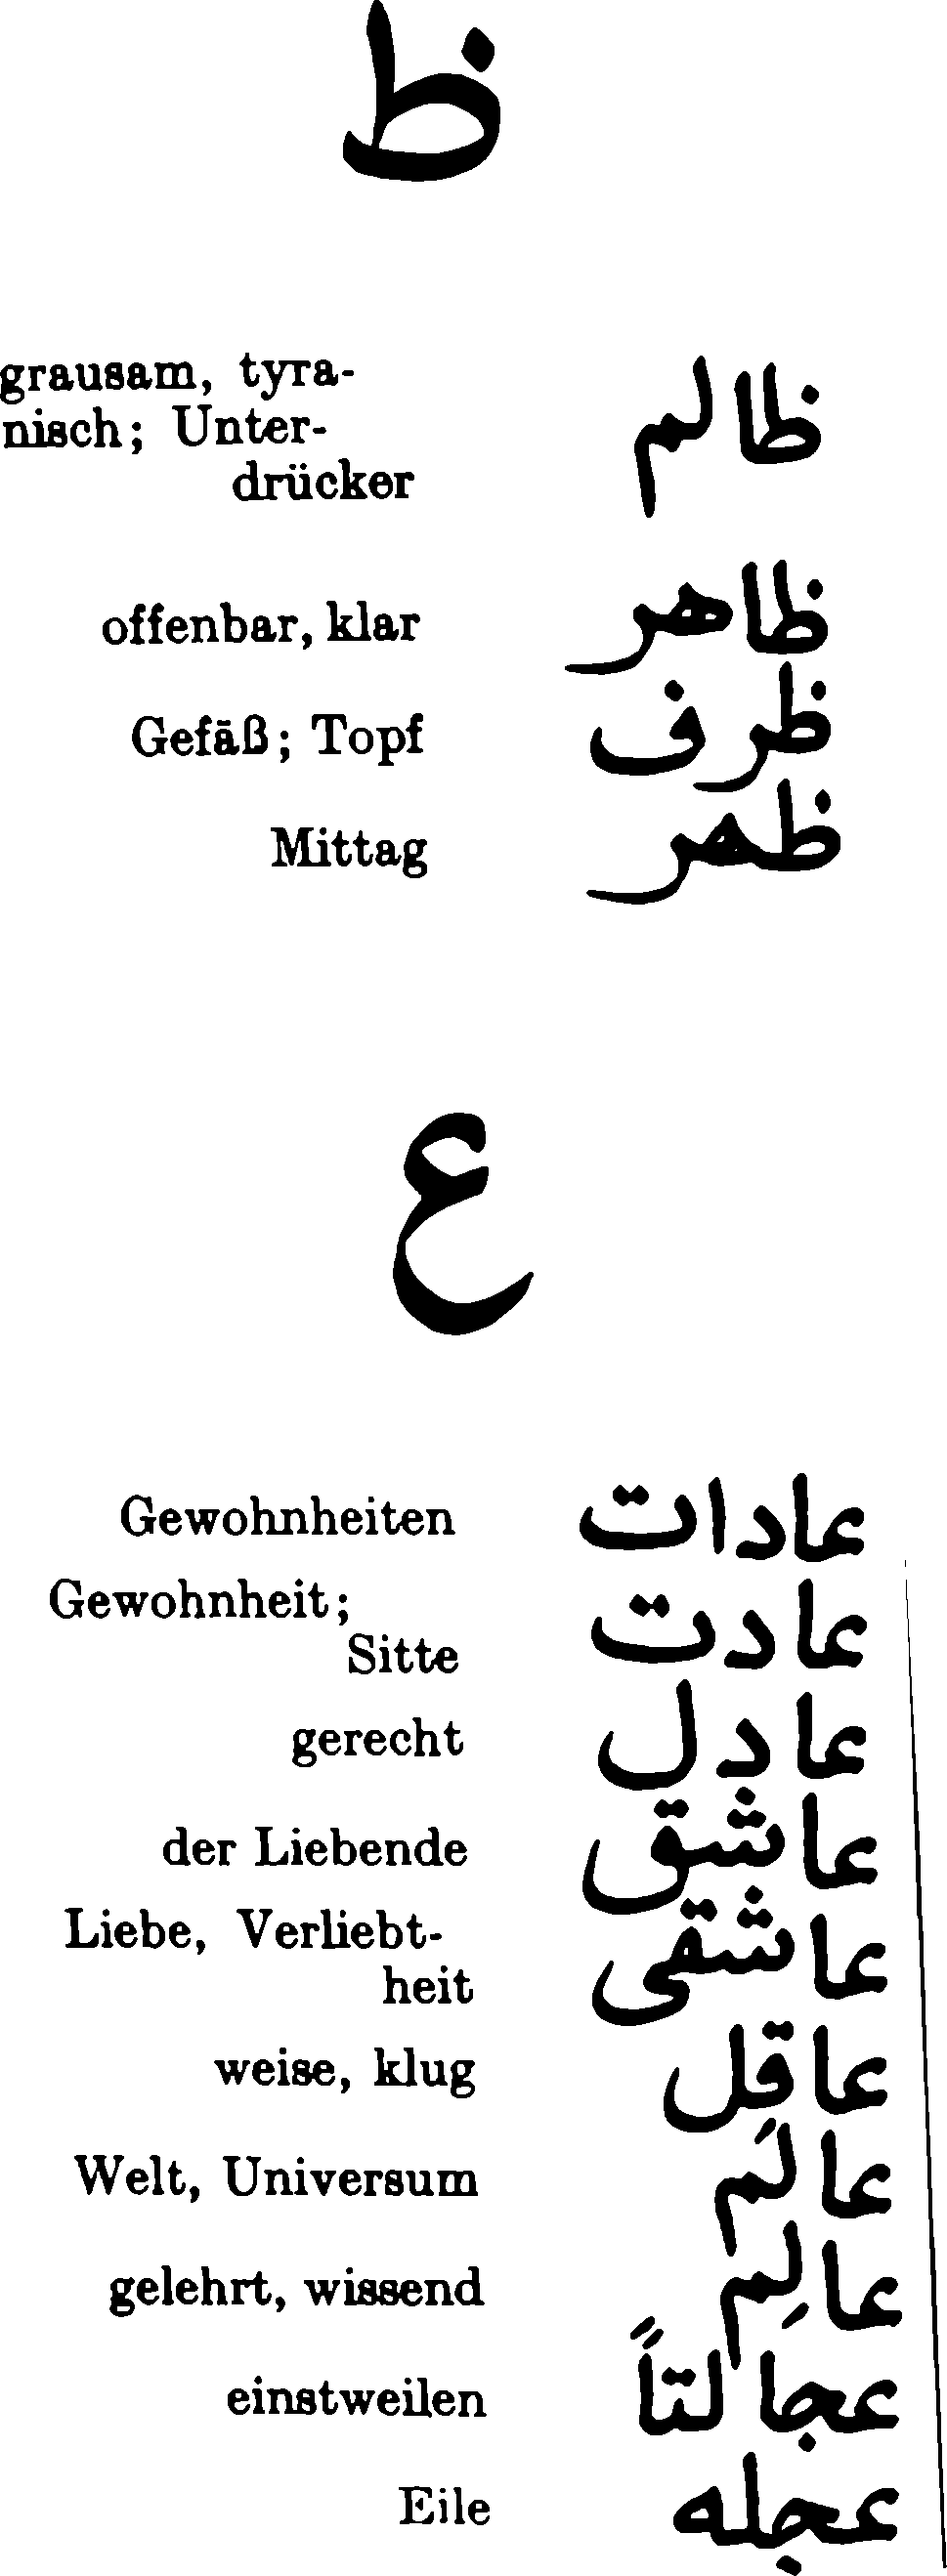 ظ
grausam, tyra-
nisch; Unter-
drücker ظالم
offenbar, klar ظاهر
Gefäß; Topf ظرف
Mittag ظهر
ع
Gewohnheiten عادات
Gewohnheit;
Sitte عادت
gerecht عادل
der Liebende عاشق
Liebe, Verliebt-
heit عاشقی
weise, klug عاقل
Welt, Universum عالَم
gelehrt, wissend عالِم
einstweilen عجالتاً
Eile عجله